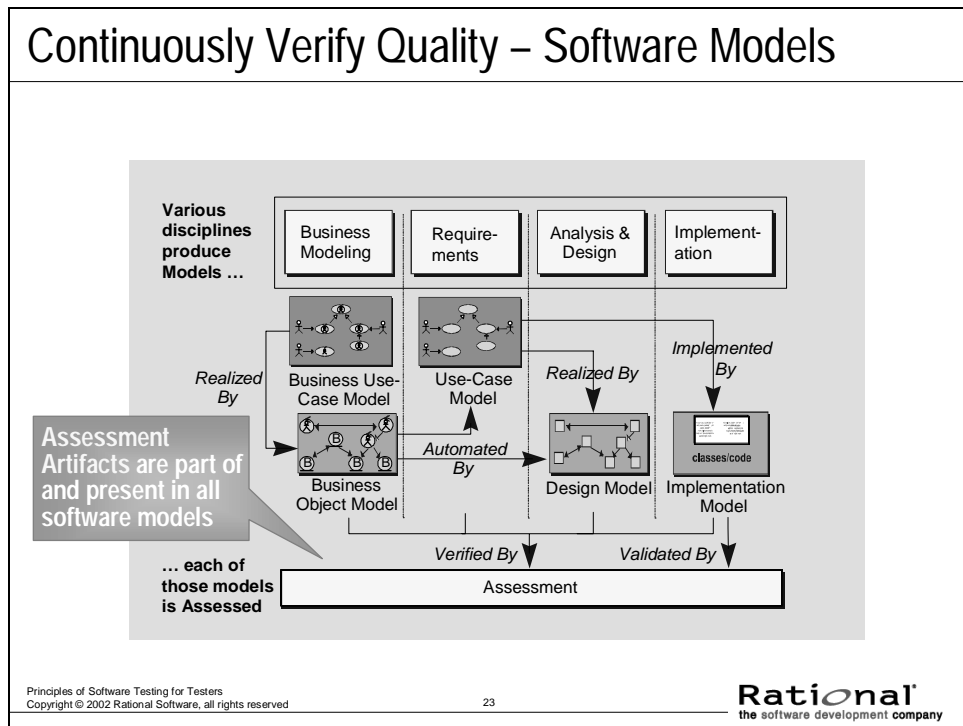 Continuously Verify Quality – Software Models
Various
disciplines
produce
Models …
Business
Modeling
Require-
ments
Analysis &
Design
Implement-
ation
Realized
By
Business Use-
Case Model
Use-Case
Model
Realized By
Implemented
By
Assessment
Artifacts are part of
and present in all
software models
B
B
B
B
Automated
By
classes/code
Business
Object Model
Design Model
Implementation
Model
Verified By
Validated By
… each of
those models
is Assessed
Assessment
Principles of Software Testing for Testers
Copyright © 2002 Rational Software, all rights reserved
23
Rational
the software development company